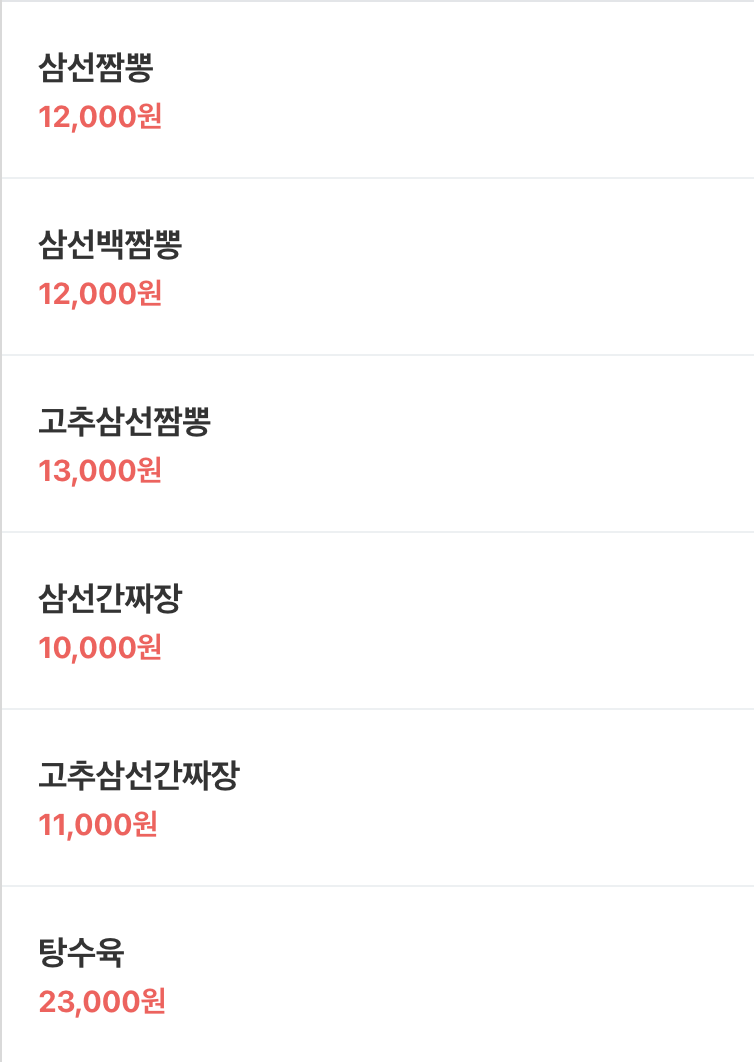 삼선짬뽕
12,000원
삼선백짬뽕
12,000원
고추삼선짬뽕
13,000원
삼선간짜장
10,000원
고추삼선간짜장
11,000원
탕수육
23,000원